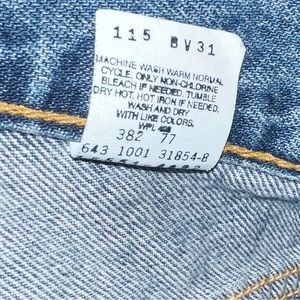 115 BV31
MACHINE WASH WARM NORMAL
CYCLE. ONLY NON-CHLORINE
BLEACH IF NEEDED. TUMBLE
DRY HOT. HOT IRON IF NEEDED.
WASH AND DRY
WITH LIKE COLORS.
WPL
382 77
643 1001 31854-8